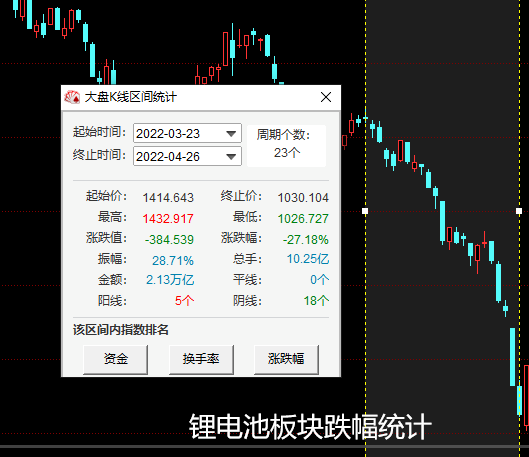 大盘K线区间统计
起始时间: 2022-03-23 周期个数:
终止时间: 2022-04-26 23个
起始价: 1414.643 终止价: 1030.104
最高: 1432.917 最低: 1026.727
涨跌值: -384.539 涨跌幅: -27.18%
振幅: 28.71% 总手: 10.25亿
金额: 2.13万亿 平线: 0个
阳线: 5个 阴线: 18个
该区间内指数排名
资金 换手率 涨跌幅
锂电池板块跌幅统计